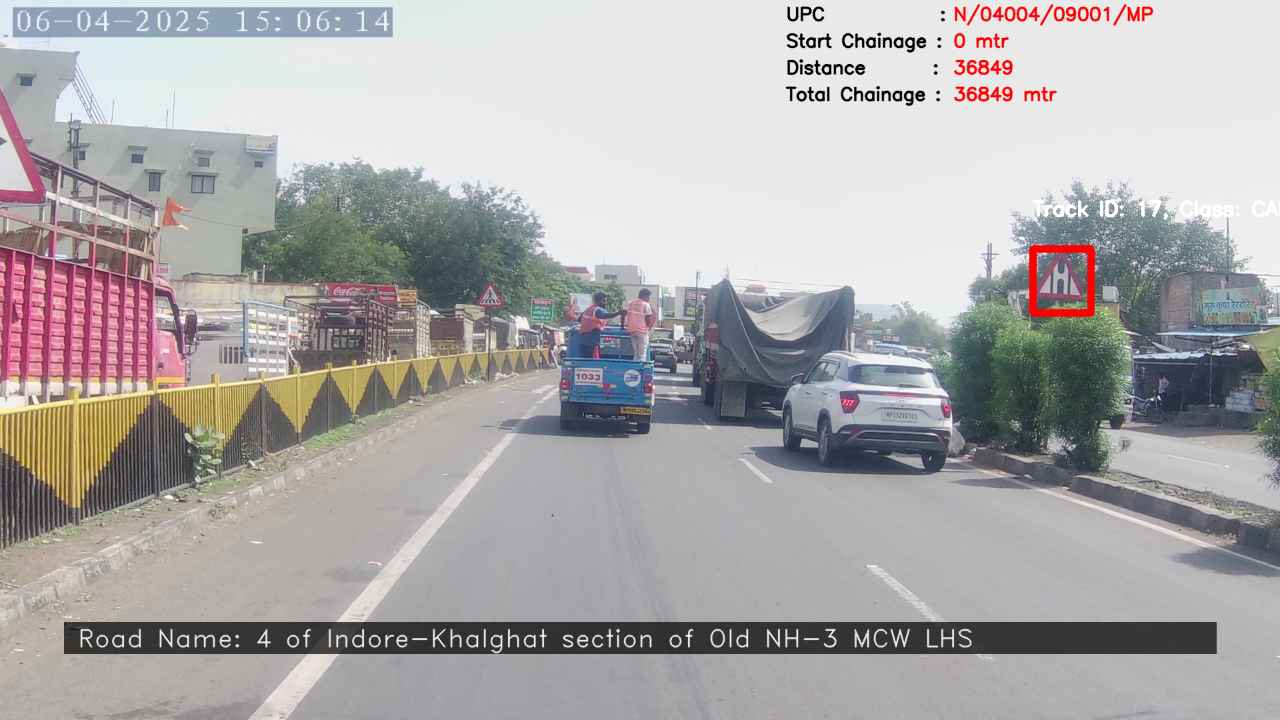 06-04-2025 15:06:14
UPC : N/04004/09001/MP
Start Chainage : 0 mtr
Distance : 36849
Total Chainage : 36849 mtr
Track ID: 17, Class: CA
Coca-Cola
1033
Road Name: 4 of Indore-Khalghat section of Old NH-3 MCW LHS